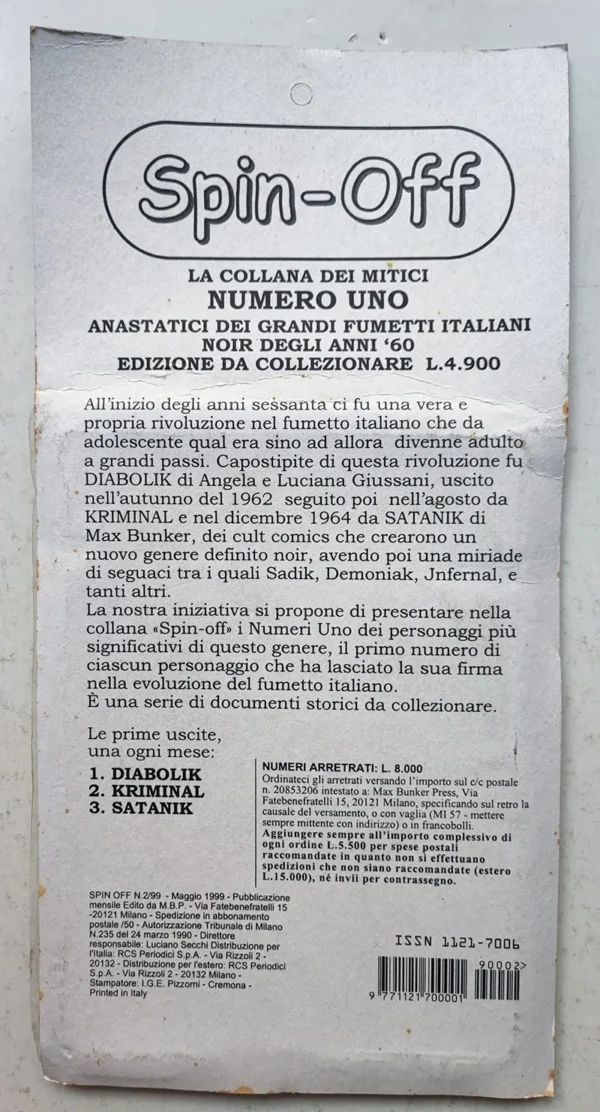 Spin-Off
LA COLLANA DEI MITICI
NUMERO UNO
ANASTATICI DEI GRANDI FUMETTI ITALIANI
NOIR DEGLI ANNI ‘60
EDIZIONE DA COLLEZIONARE L.4.900
All'inizio degli anni sessanta ci fu una vera e
propria rivoluzione nel fumetto italiano che da
adolescente qual era sino ad allora divenne adulto
a grandi passi. Capostipite di questa rivoluzione fu
DIABOLIK di Angela e Luciana Giussani, uscito
nell'autunno del 1962 seguito poi nell'agosto da
KRIMINAL e nel dicembre 1964 da SATANIK di
Max Bunker, dei cult comics che crearono un
nuovo genere definito noir, avendo poi una miriade
di seguaci tra i quali Sadik, Demoniak, Jnfernal, e
tanti altri.
La nostra iniziativa si propone di presentare nella
collana «Spin-off» i Numeri Uno dei personaggi più
significativi di questo genere, il primo numero di
ciascun personaggio che ha lasciato la sua firma
nella evoluzione del fumetto italiano.
È una serie di documenti storici da collezionare.
Le prime uscite,
una ogni mese:
1. DIABOLIK
2. KRIMINAL
3. SATANIK
NUMERI ARRETRATI: L. 8.000
Ordinateci gli arretrati versando l'importo sul c/c postale
n. 20853206 intestato a: Max Bunker Press, Via
Fatebenefratelli 15, 20121 Milano, specificando sul retro la
causale del versamento, o con vaglia (MI 57 - mettere
sempre mittente con indirizzo) o in francobolli.
Aggiungere sempre all'importo complessivo di
ogni ordine L.5.500 per spese postali
raccomandate in quanto non si effettuano
spedizioni che non siano raccomandate (estero
L.15.000), né invii per contrassegno.
SPIN OFF N.2/99 - Maggio 1999 - Pubblicazione
mensile Edito da M.B.P. - Via Fatebenefratelli 15
-20121 Milano - Spedizione in abbonamento
postale /50 - Autorizzazione Tribunale di Milano
N.235 del 24 marzo 1990 - Direttore
responsabile: Luciano Secchi Distribuzione per
l'Italia: RCS Periodici S.p.A. - Via Rizzoli 2 -
20132 - Distribuzione per l'estero: RCS Periodici
S.p.A. - Via Rizzoli 2 - 20132 Milano -
Stampatore: I.G.E. Pizzorni - Cremona -
Printed in Italy
ISSN 1121-7006
90002>
9 771121 700001